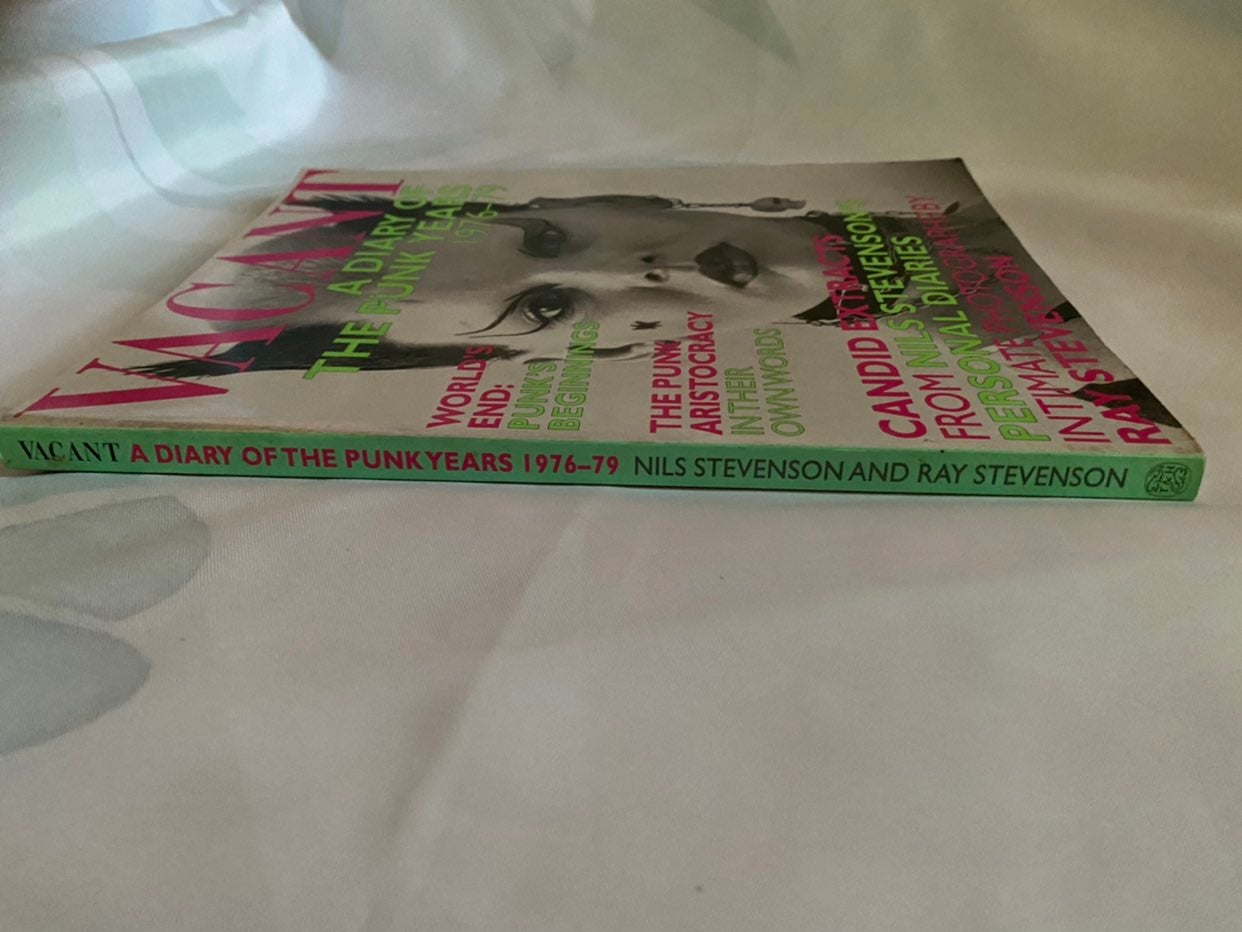 VACANT
A DIARY OF
THE PUNK YEARS
1976–79
WORLD'S
END:
PUNK'S
BEGINNINGS
THE PUNK
ARISTOCRACY
IN THEIR
OWN WORDS
CANDID EXTRACTS
FROM NILS STEVENSON'S
PERSONAL DIARIES
INTIMATE PHOTOGRAPHY BY
RAY STEVENSON
VACANT A DIARY OF THE PUNK YEARS 1976–79 NILS STEVENSON AND RAY STEVENSON